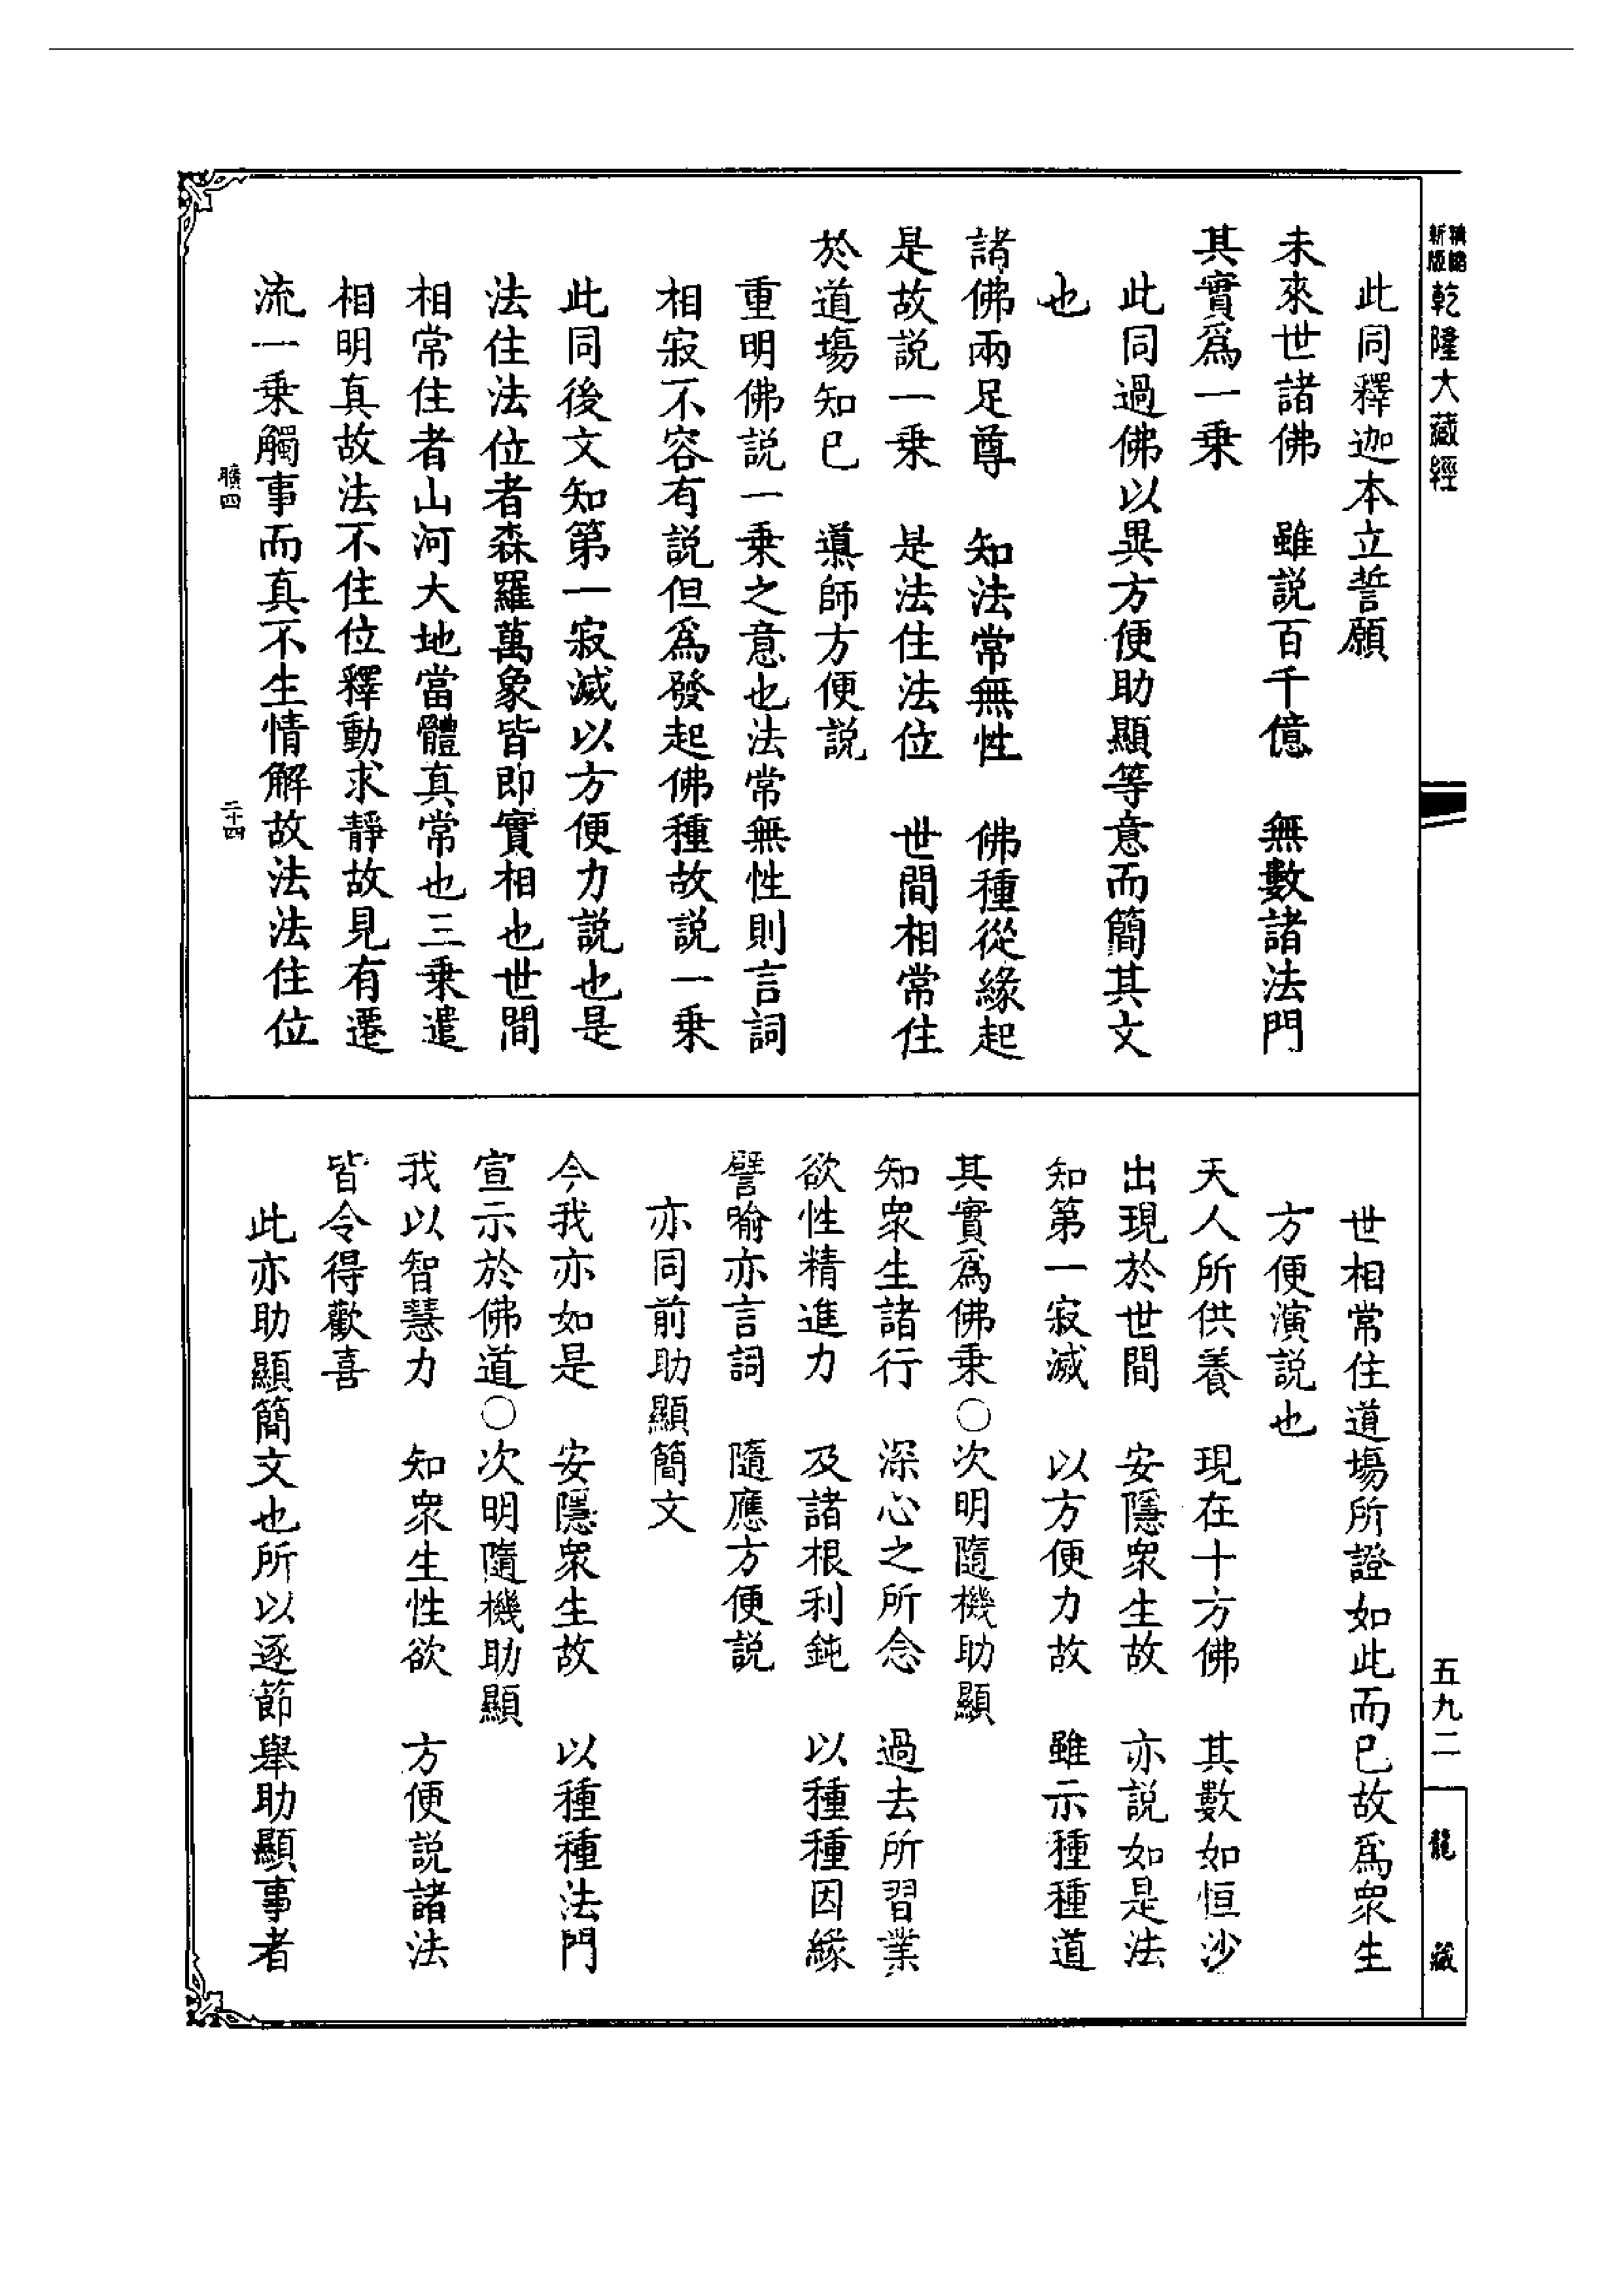 新版
乾隆大藏經
此同釋迦本立誓願
未來世諸佛　雖説百千億　無數諸法門
其實爲一乘
此同過佛以異方便助顯等意而簡其文
也
諸佛兩足尊　知法常無性　佛種從緣起
是故説一乘　是法住法位　世間相常住
於道場知已　導師方便説
重明佛説一乘之意也法常無性則言詞
相寂不容有説但爲發起佛種故説一乘
此同後文知第一寂滅以方便力説也是
法住法位者森羅萬象皆即實相也世間
相常住者山河大地當體真常也三乘遣
相明真故法不住位釋動求靜故見有遷
流一乘觸事而真不生情解故法法住位
曠四
二十四
世相常住道場所證如此而已故爲衆生
方便演説也
天人所供養　現在十方佛　其數如恒沙
出現於世間　安隱衆生故　亦説如是法
知第一寂滅　以方便力故　雖示種種道
其實爲佛乘○次明隨機助顯
知衆生諸行　深心之所念　過去所習業
欲性精進力　及諸根利鈍　以種種因緣
譬喻亦言詞　隨應方便説
亦同前助顯簡文
今我亦如是　安隱衆生故　以種種法門
宣示於佛道○次明隨機助顯
我以智慧力　知衆生性欲　方便説諸法
皆令得歡喜
此亦助顯簡文也所以逐節舉助顯事者
五九二
龍藏